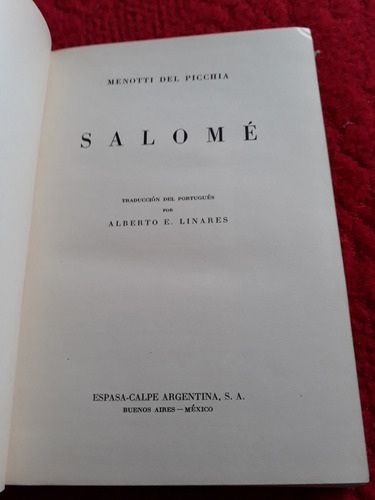 MENOTTI DEL PICCHIA
SALOMÉ
TRADUCCIÓN DEL PORTUGUÉS
POR
ALBERTO E. LINARES
ESPASA-CALPE ARGENTINA, S. A.
BUENOS AIRES — MÉXICO